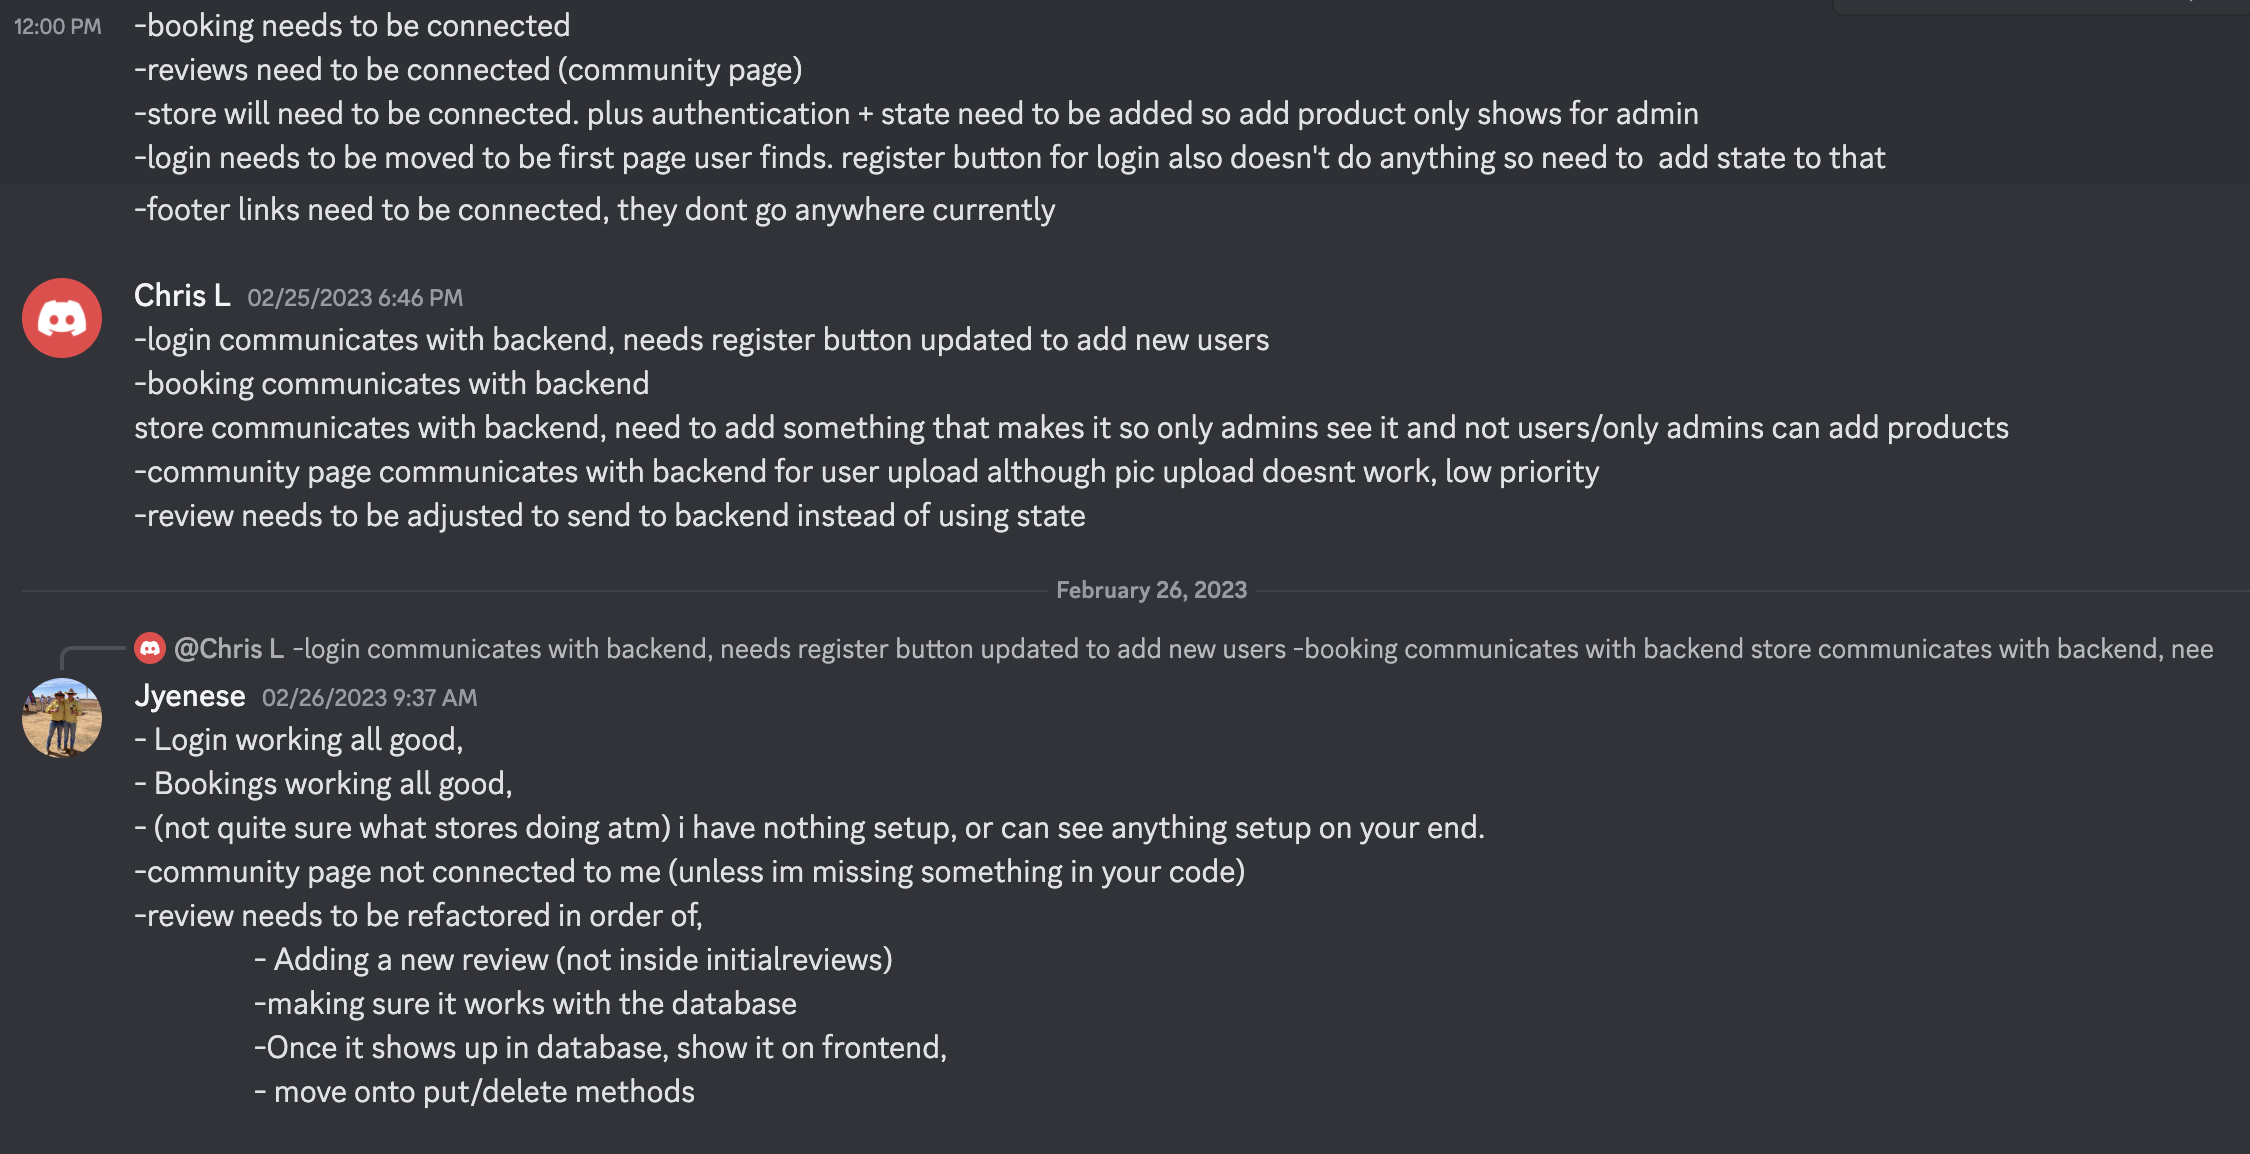 12:00 PM -booking needs to be connected
-reviews need to be connected (community page)
-store will need to be connected. plus authentication + state need to be added so add product only shows for admin
-login needs to be moved to be first page user finds. register button for login also doesn't do anything so need to  add state to that
-footer links need to be connected, they dont go anywhere currently
Chris L 02/25/2023 6:46 PM
-login communicates with backend, needs register button updated to add new users
-booking communicates with backend
store communicates with backend, need to add something that makes it so only admins see it and not users/only admins can add products
-community page communicates with backend for user upload although pic upload doesnt work, low priority
-review needs to be adjusted to send to backend instead of using state
February 26, 2023
@Chris L -login communicates with backend, needs register button updated to add new users -booking communicates with backend store communicates with backend, nee
Jyenese 02/26/2023 9:37 AM
- Login working all good,
- Bookings working all good,
- (not quite sure what stores doing atm) i have nothing setup, or can see anything setup on your end.
-community page not connected to me (unless im missing something in your code)
-review needs to be refactored in order of,
- Adding a new review (not inside initialreviews)
-making sure it works with the database
-Once it shows up in database, show it on frontend,
- move onto put/delete methods